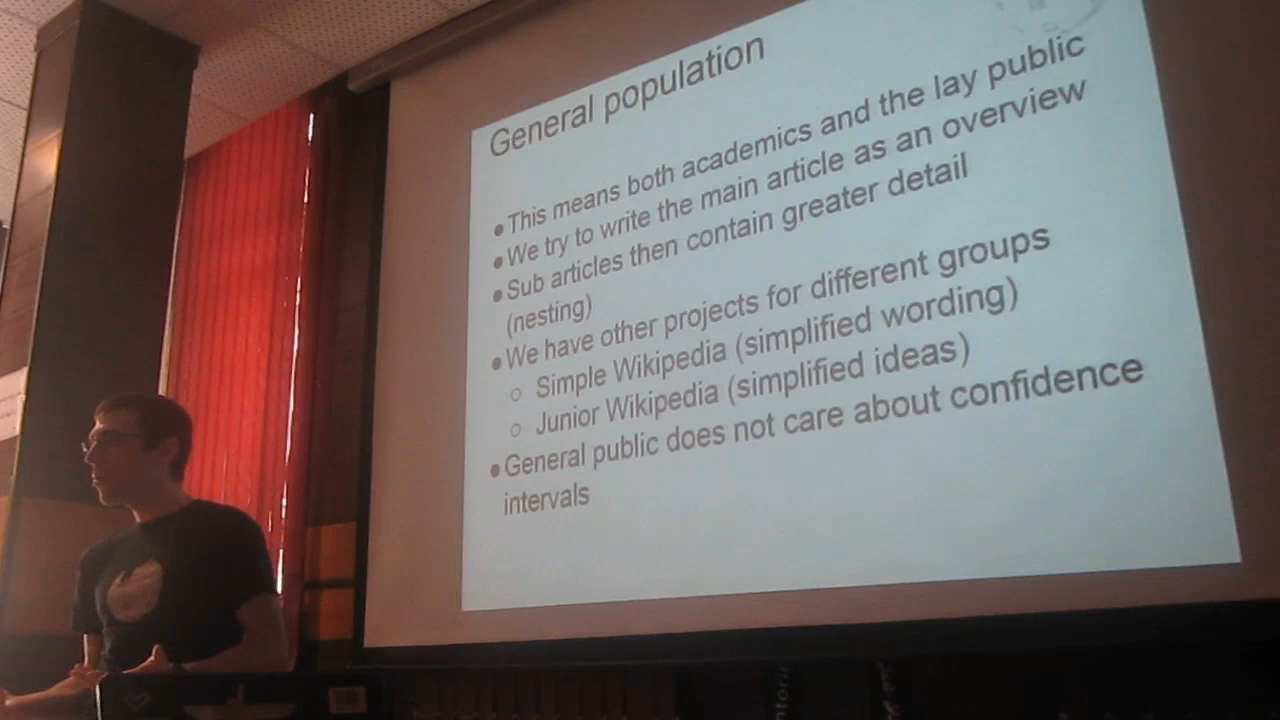 General population
•This means both academics and the lay public
•We try to write the main article as an overview
•Sub articles then contain greater detail
(nesting)
•We have other projects for different groups
○ Simple Wikipedia (simplified wording)
○ Junior Wikipedia (simplified ideas)
•General public does not care about confidence
intervals